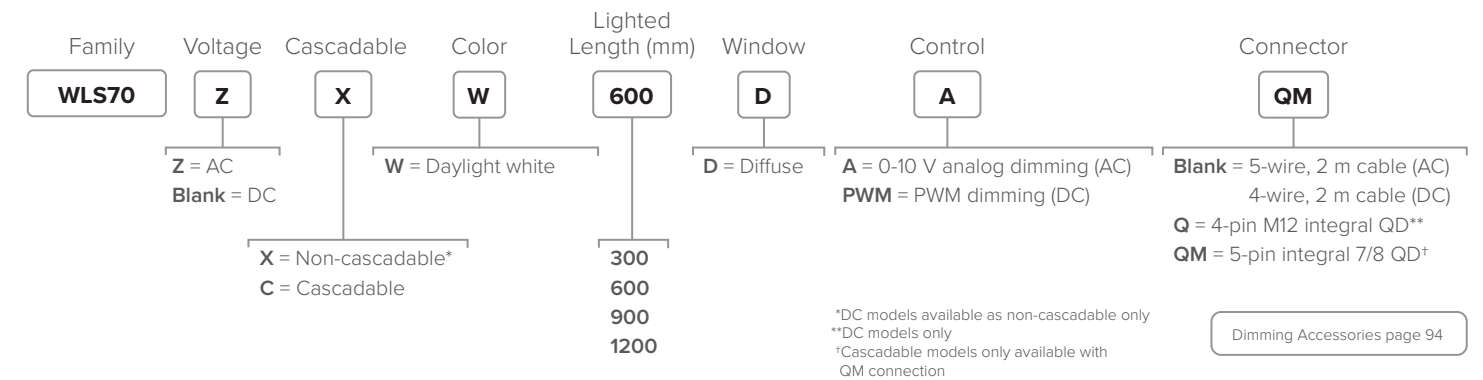 Family
Voltage
Cascadable
Color
Lighted
Length (mm)
Window
Control
Connector
WLS70
Z
X
W
600
D
A
QM
Z = AC
Blank = DC
X = Non-cascadable*
C = Cascadable
W = Daylight white
300
600
900
1200
D = Diffuse
A = 0-10 V analog dimming (AC)
PWM = PWM dimming (DC)
Blank = 5-wire, 2 m cable (AC)
4-wire, 2 m cable (DC)
Q = 4-pin M12 integral QD**
QM = 5-pin integral 7/8 QD†
*DC models available as non-cascadable only
**DC models only
†Cascadable models only available with
QM connection
Dimming Accessories page 94